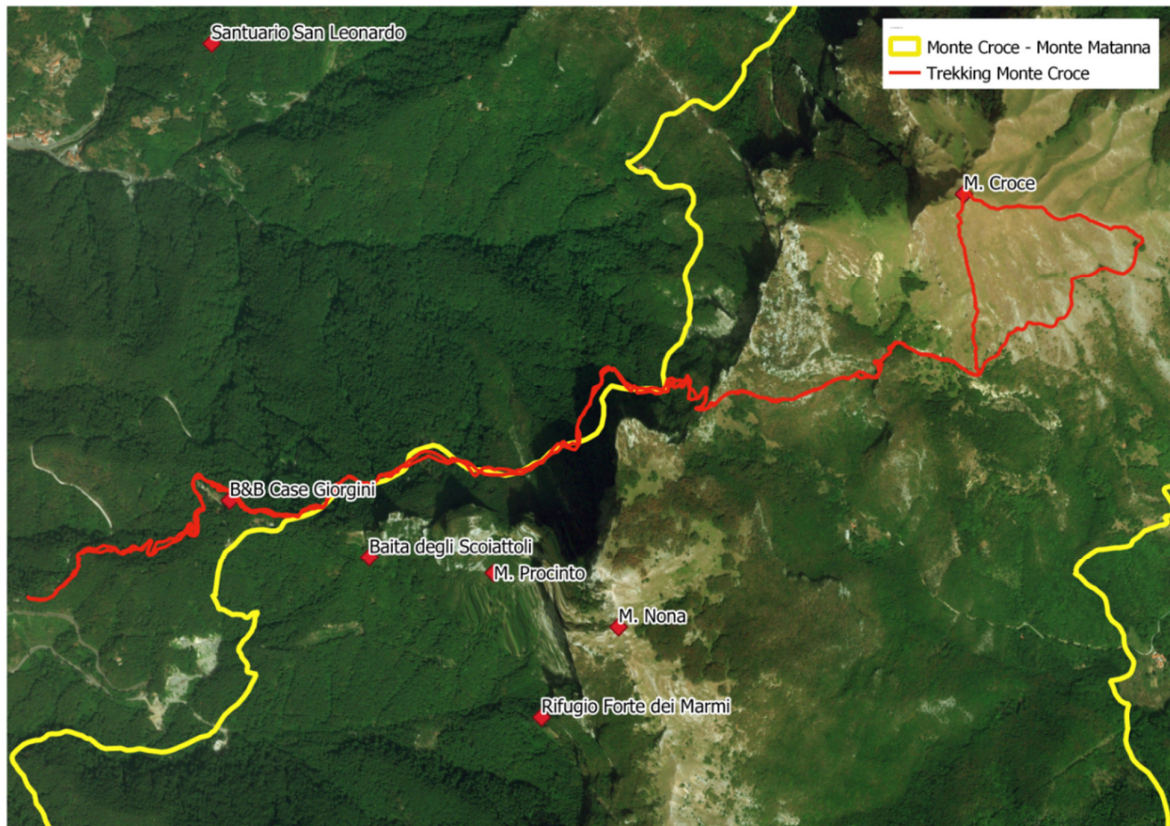 Santuario San Leonardo
Monte Croce - Monte Matanna
Trekking Monte Croce
M. Croce
B&B Case Giorgini
Baita degli Scoiattoli
M. Procinto
M. Nona
Rifugio Forte dei Marmi